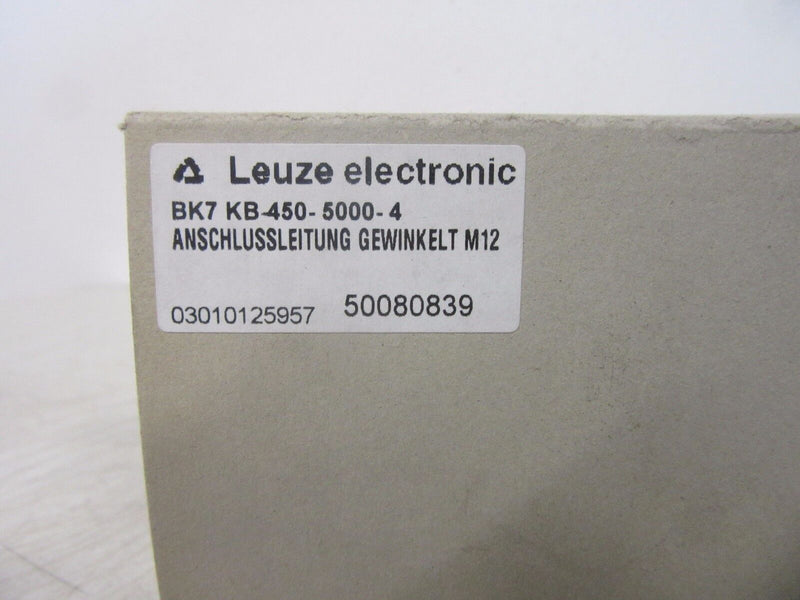 Leuze electronic
BK7 KB-450-5000-4
ANSCHLUSSLEITUNG GEWINKELT M12
03010125957 50080839